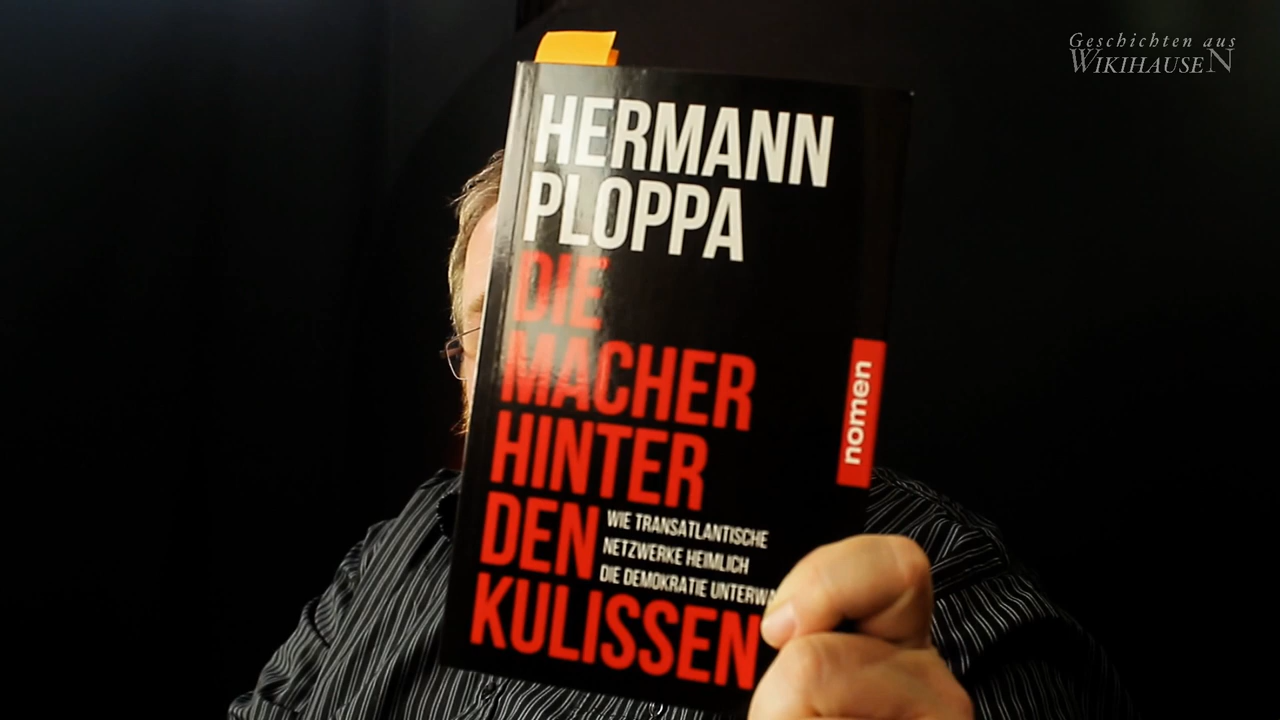 Geschichten aus
WIKIHAUSEN
HERMANN
PLOPPA
DIE
MACHER
HINTER
DEN
KULISSEN
WIE TRANSATLANTISCHE
NETZWERKE HEIMLICH
DIE DEMOKRATIE
nomen